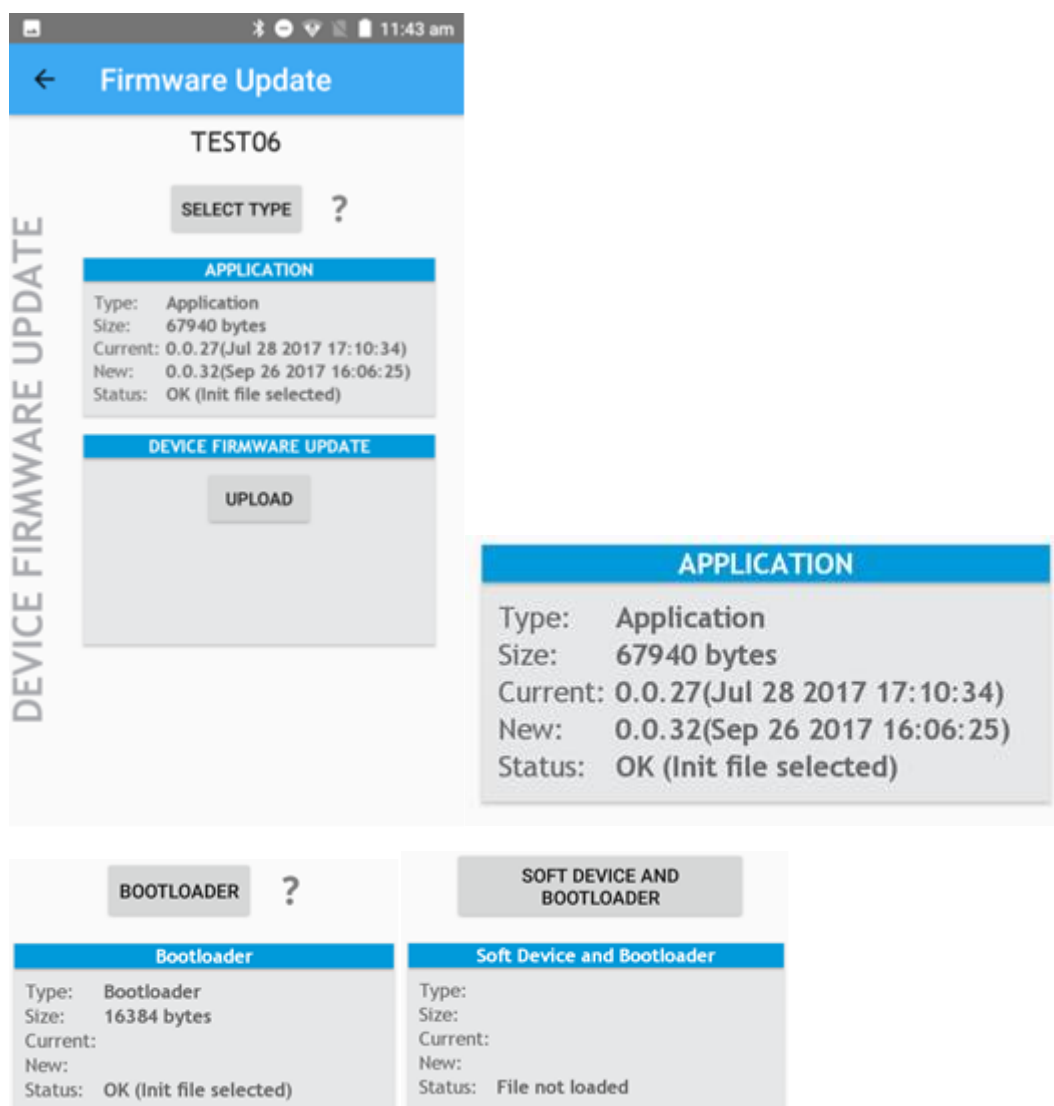 11:43 am
Firmware Update
TEST06
SELECT TYPE ?
DEVICE FIRMWARE UPDATE
APPLICATION
Type: Application
Size: 67940 bytes
Current: 0.0.27(Jul 28 2017 17:10:34)
New: 0.0.32(Sep 26 2017 16:06:25)
Status: OK (Init file selected)
DEVICE FIRMWARE UPDATE
UPLOAD
APPLICATION
Type: Application
Size: 67940 bytes
Current: 0.0.27(Jul 28 2017 17:10:34)
New: 0.0.32(Sep 26 2017 16:06:25)
Status: OK (Init file selected)
BOOTLOADER ?
Bootloader
Type: Bootloader
Size: 16384 bytes
Current:
New:
Status: OK (Init file selected)
SOFT DEVICE AND
BOOTLOADER
Soft Device and Bootloader
Type:
Size:
Current:
New:
Status: File not loaded